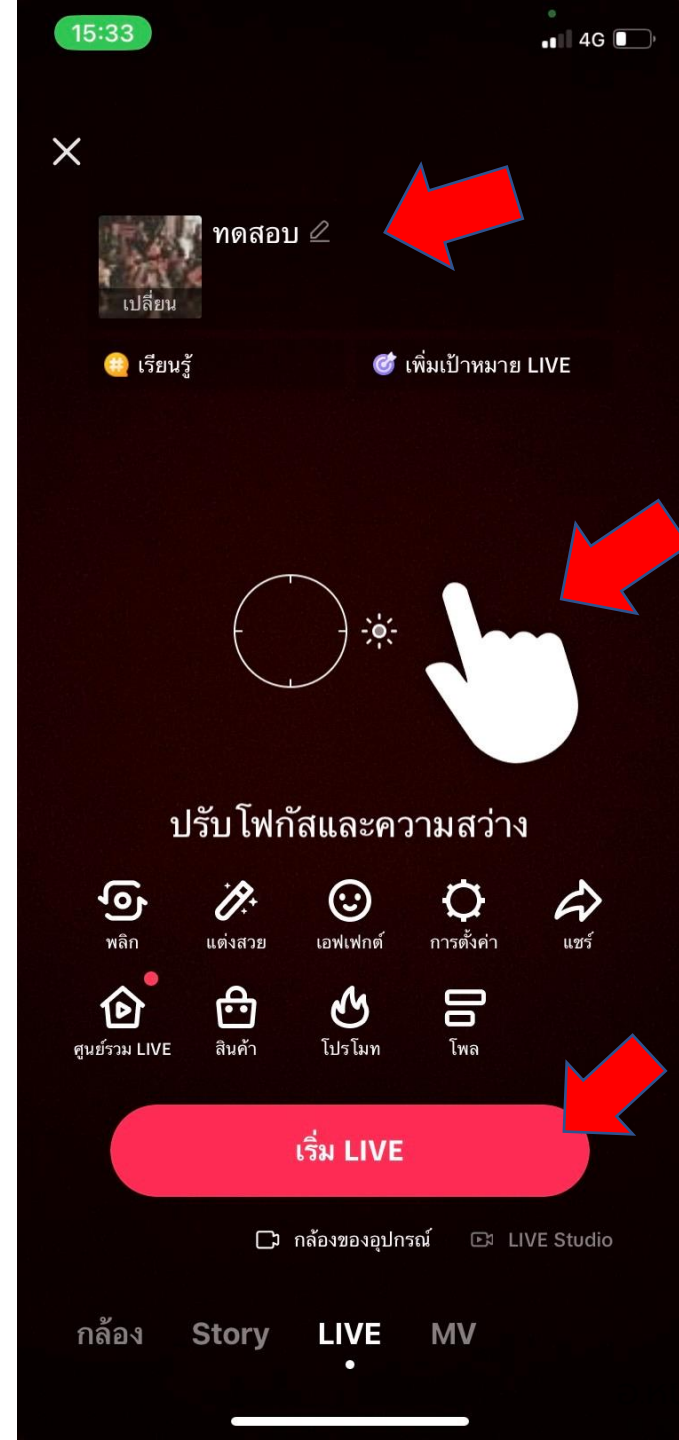 15:33
4G
ทดสอบ
เปลี่ยน
เรียนรู้ เพิ่มเป้าหมาย LIVE
ปรับโฟกัสและความสว่าง
พลิก แต่งสวย เอฟเฟกต์ การตั้งค่า แชร์
ศูนย์รวม LIVE สินค้า โปรโมท โพล
เริ่ม LIVE
กล้องของอุปกรณ์ LIVE Studio
กล้อง Story LIVE MV